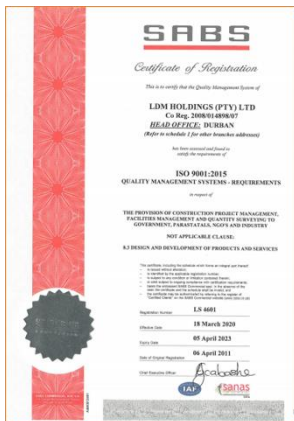 SABS
Certificate of Registration
This is to certify that the Quality Management System of
LDM HOLDINGS (PTY) LTD
Co Reg. 2008/014898/07
HEAD OFFICE: DURBAN
(Refer to schedule 1 for other branches addresses)
has been assessed and found to
satisfy the requirements of
ISO 9001:2015
QUALITY MANAGEMENT SYSTEMS - REQUIREMENTS
in respect of
THE PROVISION OF CONSTRUCTION PROJECT MANAGEMENT,
FACILITIES MANAGEMENT AND QUANTITY SURVEYING TO
GOVERNMENT, PARASTATALS, NGO'S AND INDUSTRY
NOT APPLICABLE CLAUSE:
8.3 DESIGN AND DEVELOPMENT OF PRODUCTS AND SERVICES
Registration Number
LS 4601
Effective Date
18 March 2020
Expiry Date
05 April 2023
Date of Original Registration
06 April 2011
Chief Executive Officer
IAF
sanas